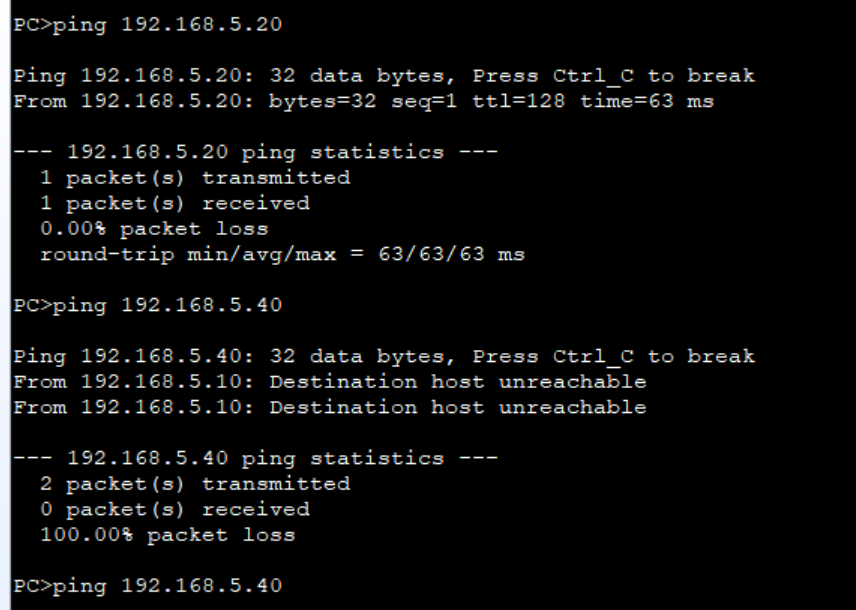 PC>ping 192.168.5.20
Ping 192.168.5.20: 32 data bytes, Press Ctrl_C to break
From 192.168.5.20: bytes=32 seq=1 ttl=128 time=63 ms
--- 192.168.5.20 ping statistics ---
1 packet(s) transmitted
1 packet(s) received
0.00% packet loss
round-trip min/avg/max = 63/63/63 ms
PC>ping 192.168.5.40
Ping 192.168.5.40: 32 data bytes, Press Ctrl_C to break
From 192.168.5.10: Destination host unreachable
From 192.168.5.10: Destination host unreachable
--- 192.168.5.40 ping statistics ---
2 packet(s) transmitted
0 packet(s) received
100.00% packet loss
PC>ping 192.168.5.40